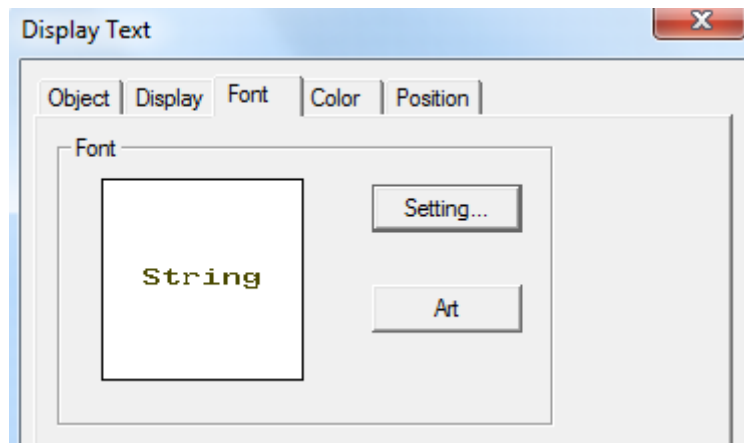 Display Text
X
Object Display Font Color Position
Font
Setting...
String
Art